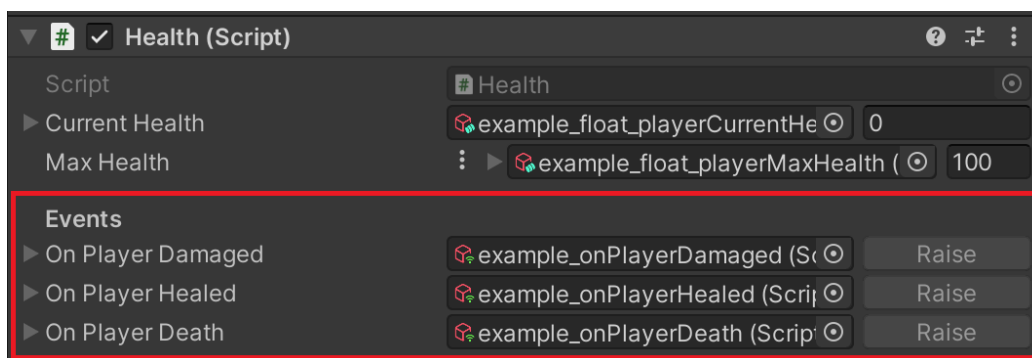 # Health (Script)
Script # Health
Current Health example_float_playerCurrentHe 0
Max Health example_float_playerMaxHealth ( 100
Events
On Player Damaged example_onPlayerDamaged (Sc Raise
On Player Healed example_onPlayerHealed (Scrip Raise
On Player Death example_onPlayerDeath (Script Raise